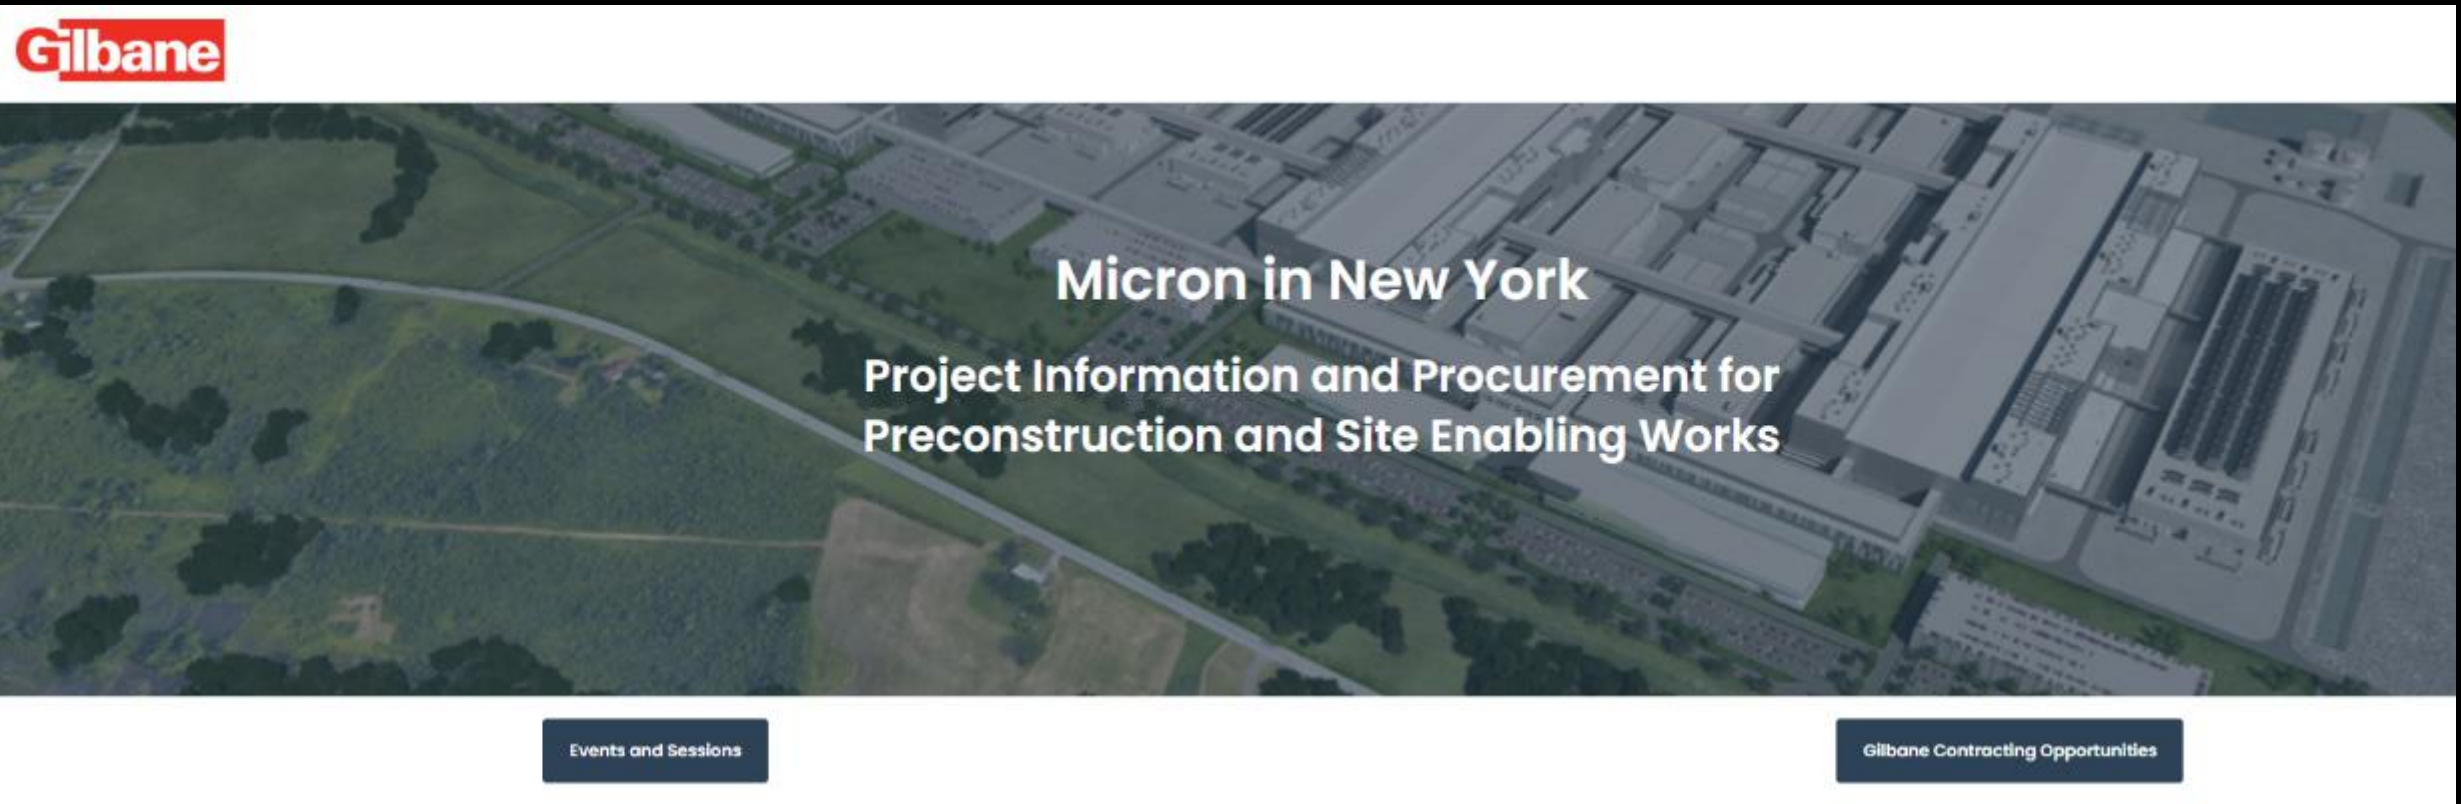 Gilbane
Micron in New York
Project Information and Procurement for
Preconstruction and Site Enabling Works
Events and Sessions
Gilbane Contracting Opportunities